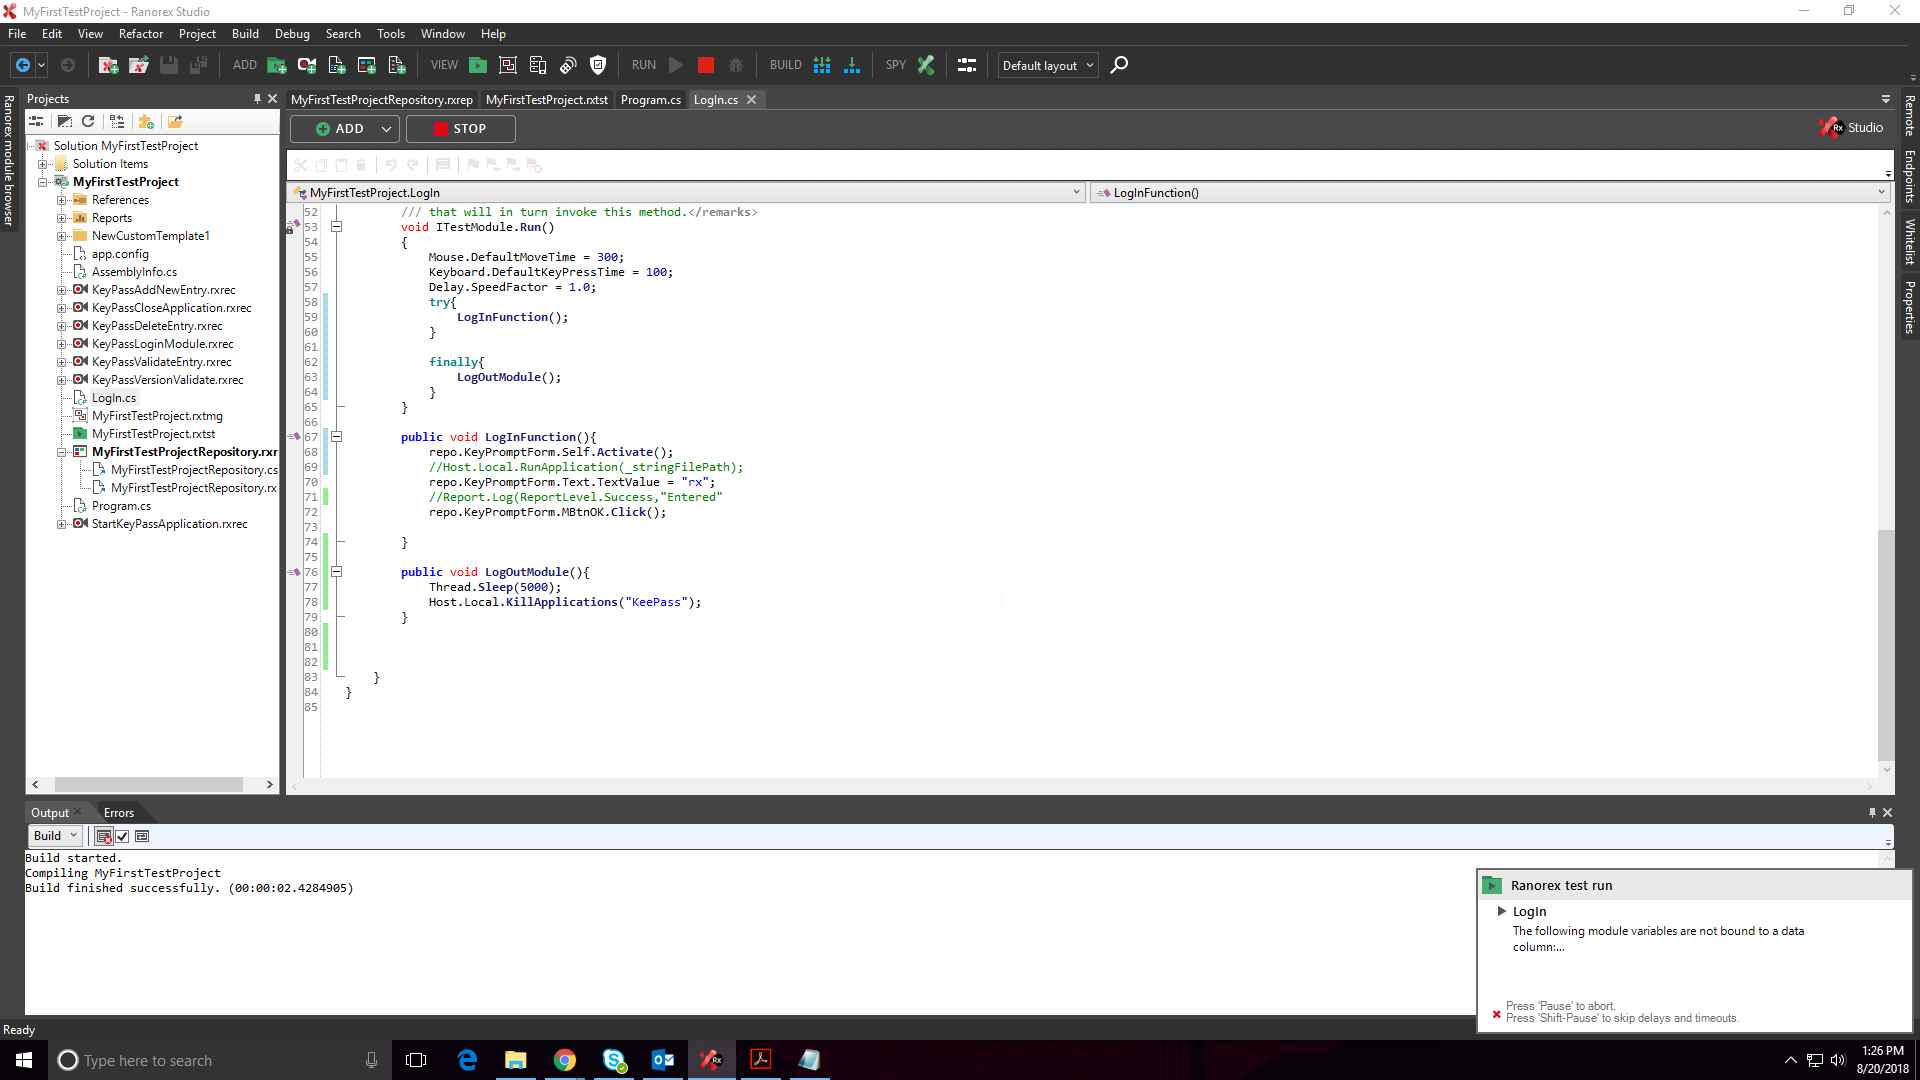 MyFirstTestProject - Ranorex Studio
File Edit View Refactor Project Build Debug Search Tools Window Help
ADD VIEW RUN BUILD SPY Default layout
Ranorex module browser
Projects
Solution MyFirstTestProject
Solution Items
MyFirstTestProject
References
Reports
NewCustomTemplate1
app.config
AssemblyInfo.cs
KeyPassAddNewEntry.rxrec
KeyPassCloseApplication.rxrec
KeyPassDeleteEntry.rxrec
KeyPassLoginModule.rxrec
KeyPassValidateEntry.rxrec
KeyPassVersionValidate.rxrec
LogIn.cs
MyFirstTestProject.rxtmg
MyFirstTestProject.rxtst
MyFirstTestProjectRepository.rxr
MyFirstTestProjectRepository.cs
MyFirstTestProjectRepository.rx
Program.cs
StartKeyPassApplication.rxrec
MyFirstTestProjectRepository.rxrep MyFirstTestProject.rxtst Program.cs LogIn.cs
ADD STOP
Rx Studio
MyFirstTestProject.LogIn LogInFunction()
52 /// that will in turn invoke this method.</remarks>
53 void ITestModule.Run()
54 {
55 Mouse.DefaultMoveTime = 300;
56 Keyboard.DefaultKeyPressTime = 100;
57 Delay.SpeedFactor = 1.0;
58 try{
59 LogInFunction();
60 }
61
62 finally{
63 LogOutModule();
64 }
65 }
66
67 public void LogInFunction(){
68 repo.KeyPromptForm.Self.Activate();
69 //Host.Local.RunApplication(_stringFilePath);
70 repo.KeyPromptForm.Text.TextValue = "rx";
71 //Report.Log(ReportLevel.Success,"Entered"
72 repo.KeyPromptForm.MBtnOK.Click();
73
74 }
75
76 public void LogOutModule(){
77 Thread.Sleep(5000);
78 Host.Local.KillApplications("KeePass");
79 }
80
81
82
83 }
84 }
85
Remote
Endpoints
Whitelist
Properties
Output Errors
Build
Build started.
Compiling MyFirstTestProject
Build finished successfully. (00:00:02.4284905)
Ranorex test run
LogIn
The following module variables are not bound to a data
column:...
Press 'Pause' to abort.
Press 'Shift-Pause' to skip delays and timeouts.
Ready
Type here to search
1:26 PM
8/20/2018